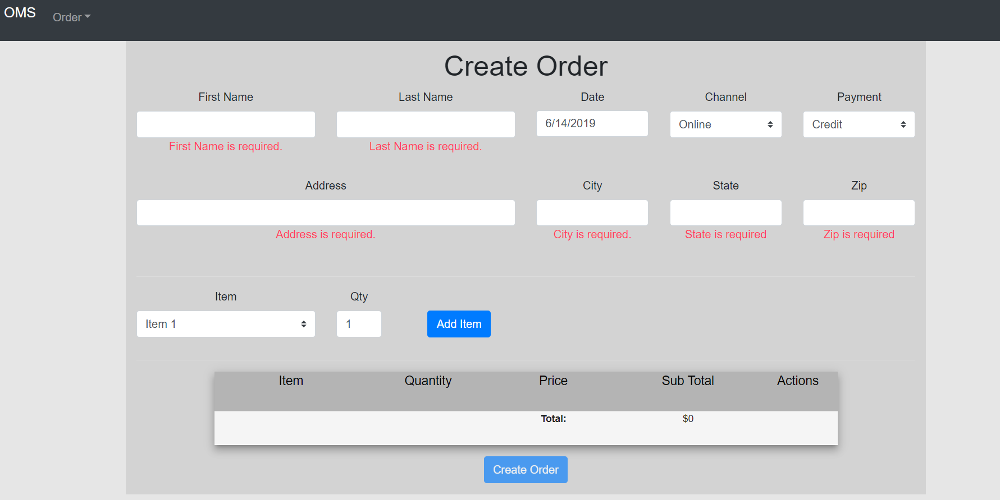 OMS Order
Create Order
First Name Last Name Date Channel Payment
6/14/2019 Online Credit
First Name is required. Last Name is required.
Address City State Zip
Address is required. City is required. State is required Zip is required
Item Qty
Item 1 1 Add Item
Item Quantity Price Sub Total Actions
Total: $0
Create Order